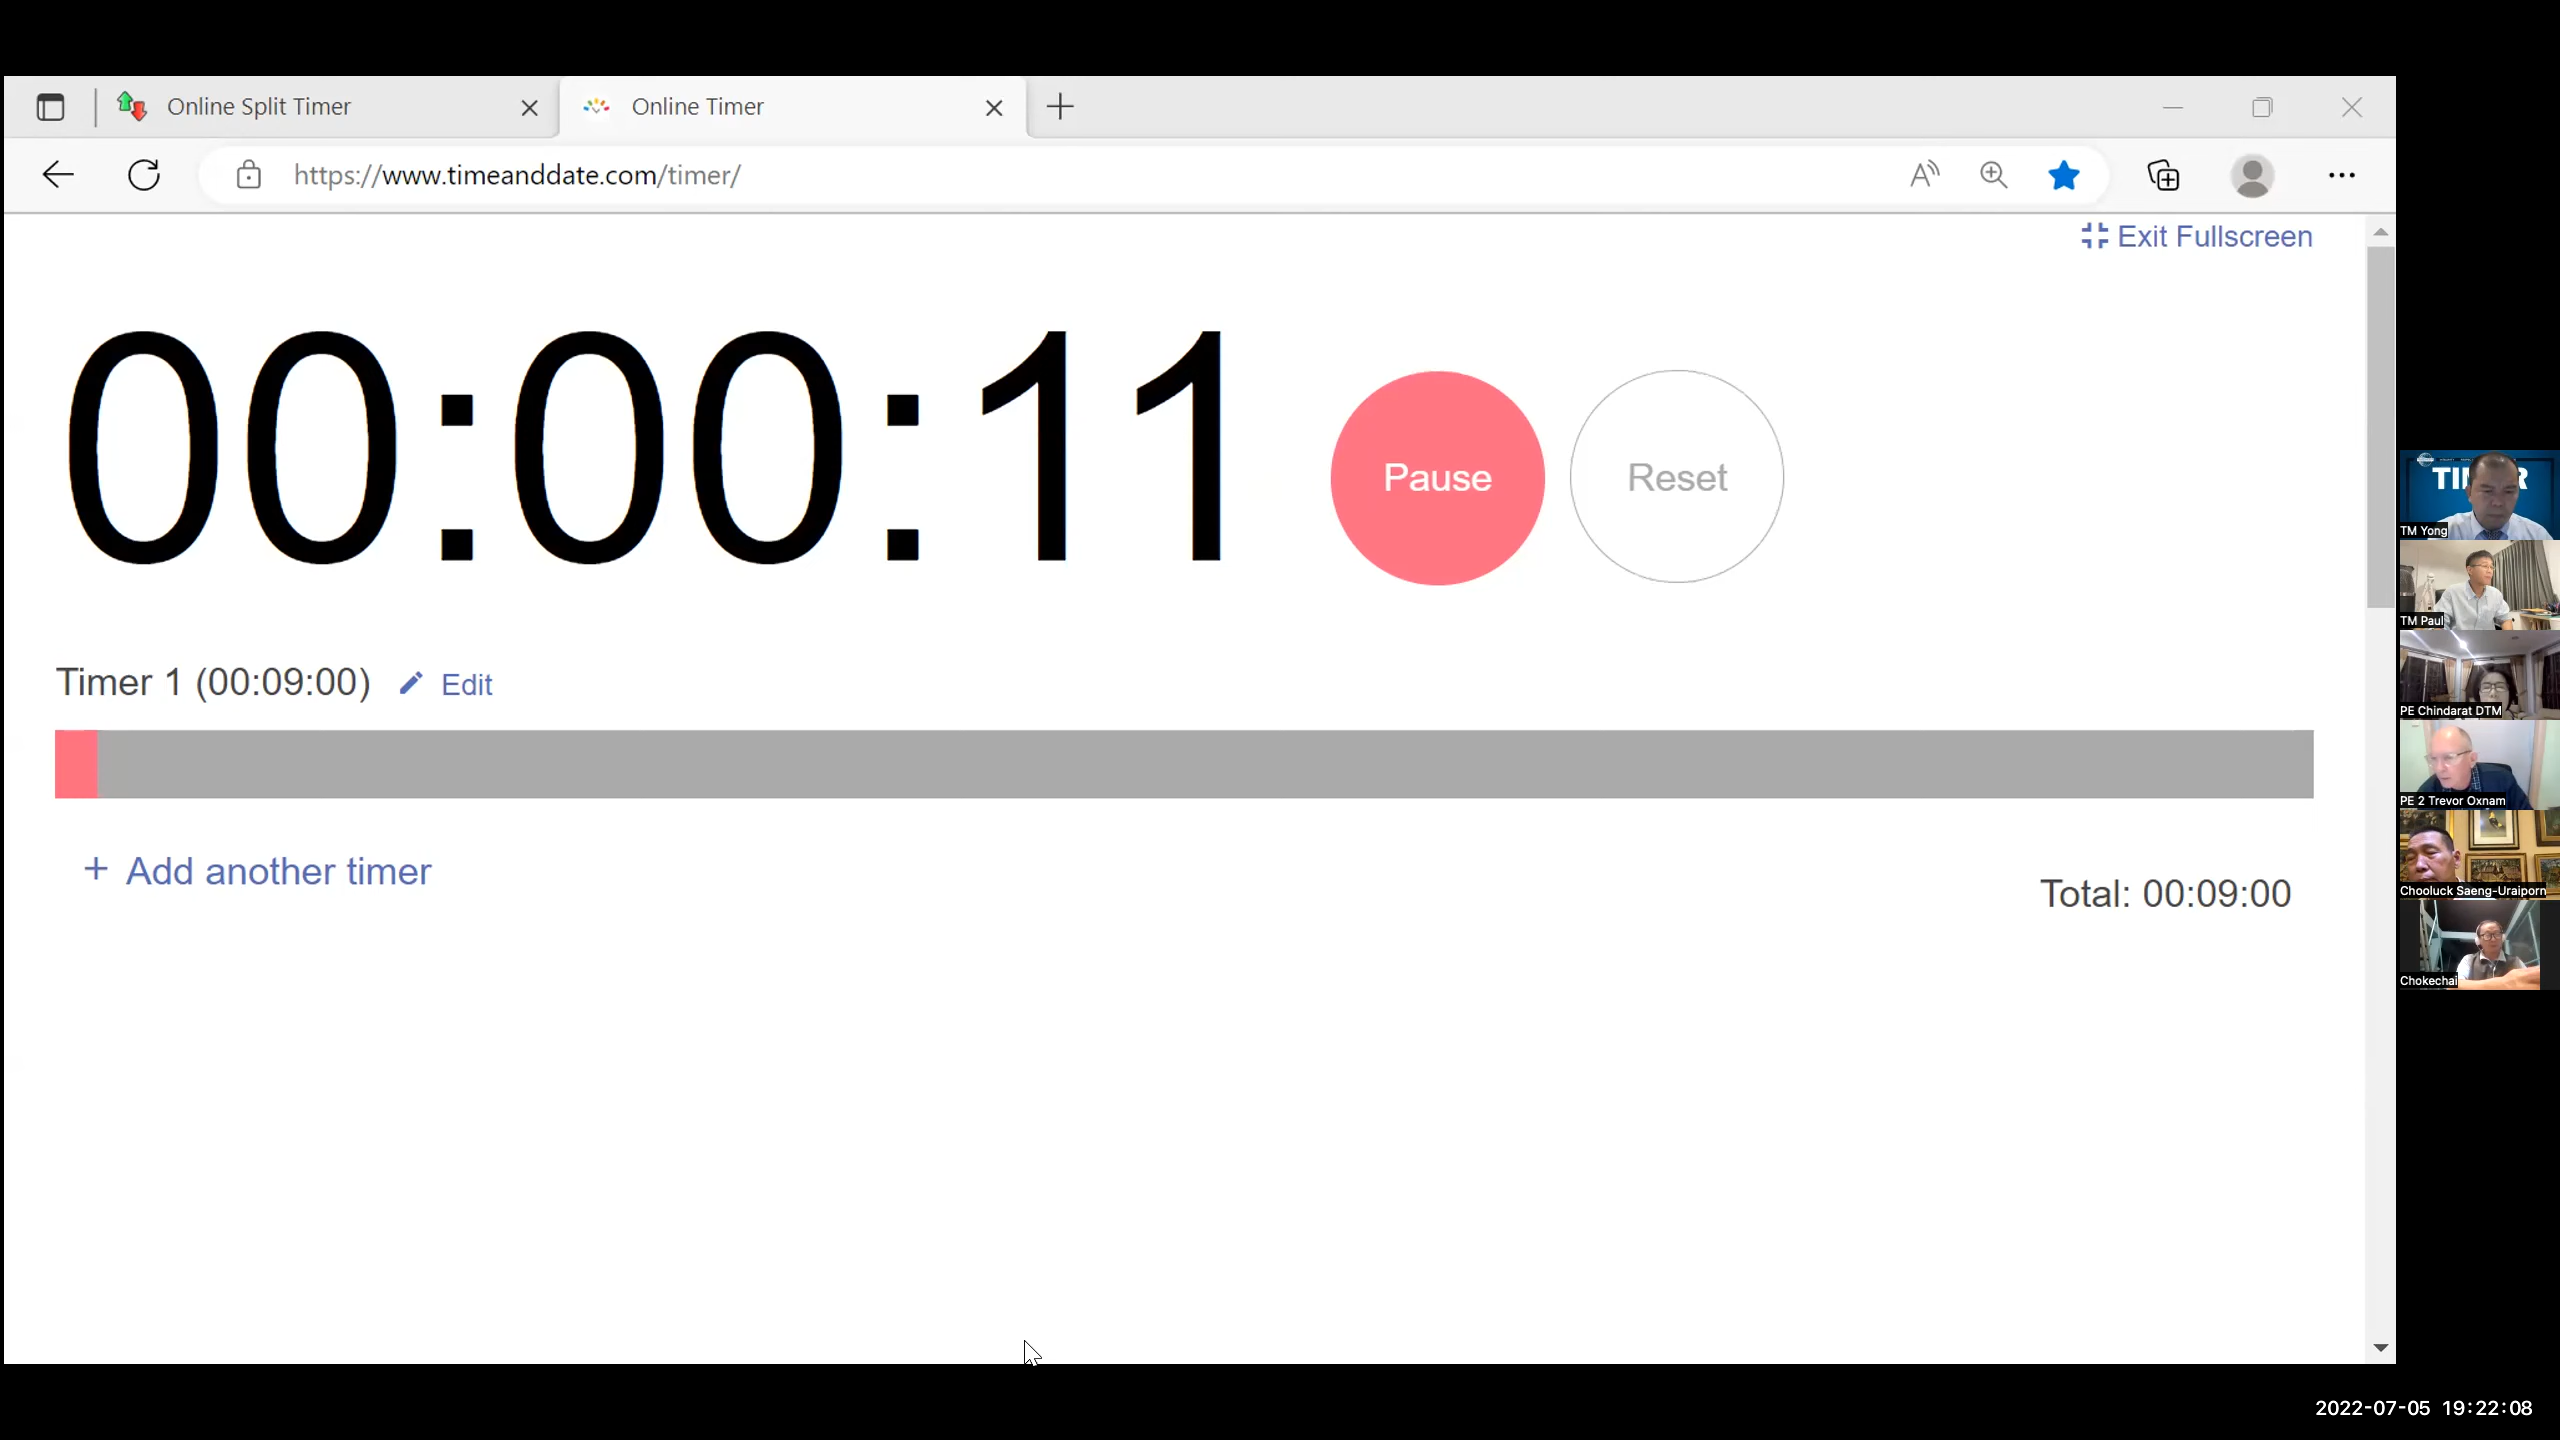 Online Split Timer
Online Timer
https://www.timeanddate.com/timer/
Exit Fullscreen
00:00:11
Pause
Reset
Timer 1 (00:09:00)
Edit
+ Add another timer
Total: 00:09:00
TM Yong
TM Paul
PE Chindarat DTM
PE 2 Trevor Oxnam
Chooluck Saeng-Uraiporn
Chokechai
2022-07-05 19:22:08